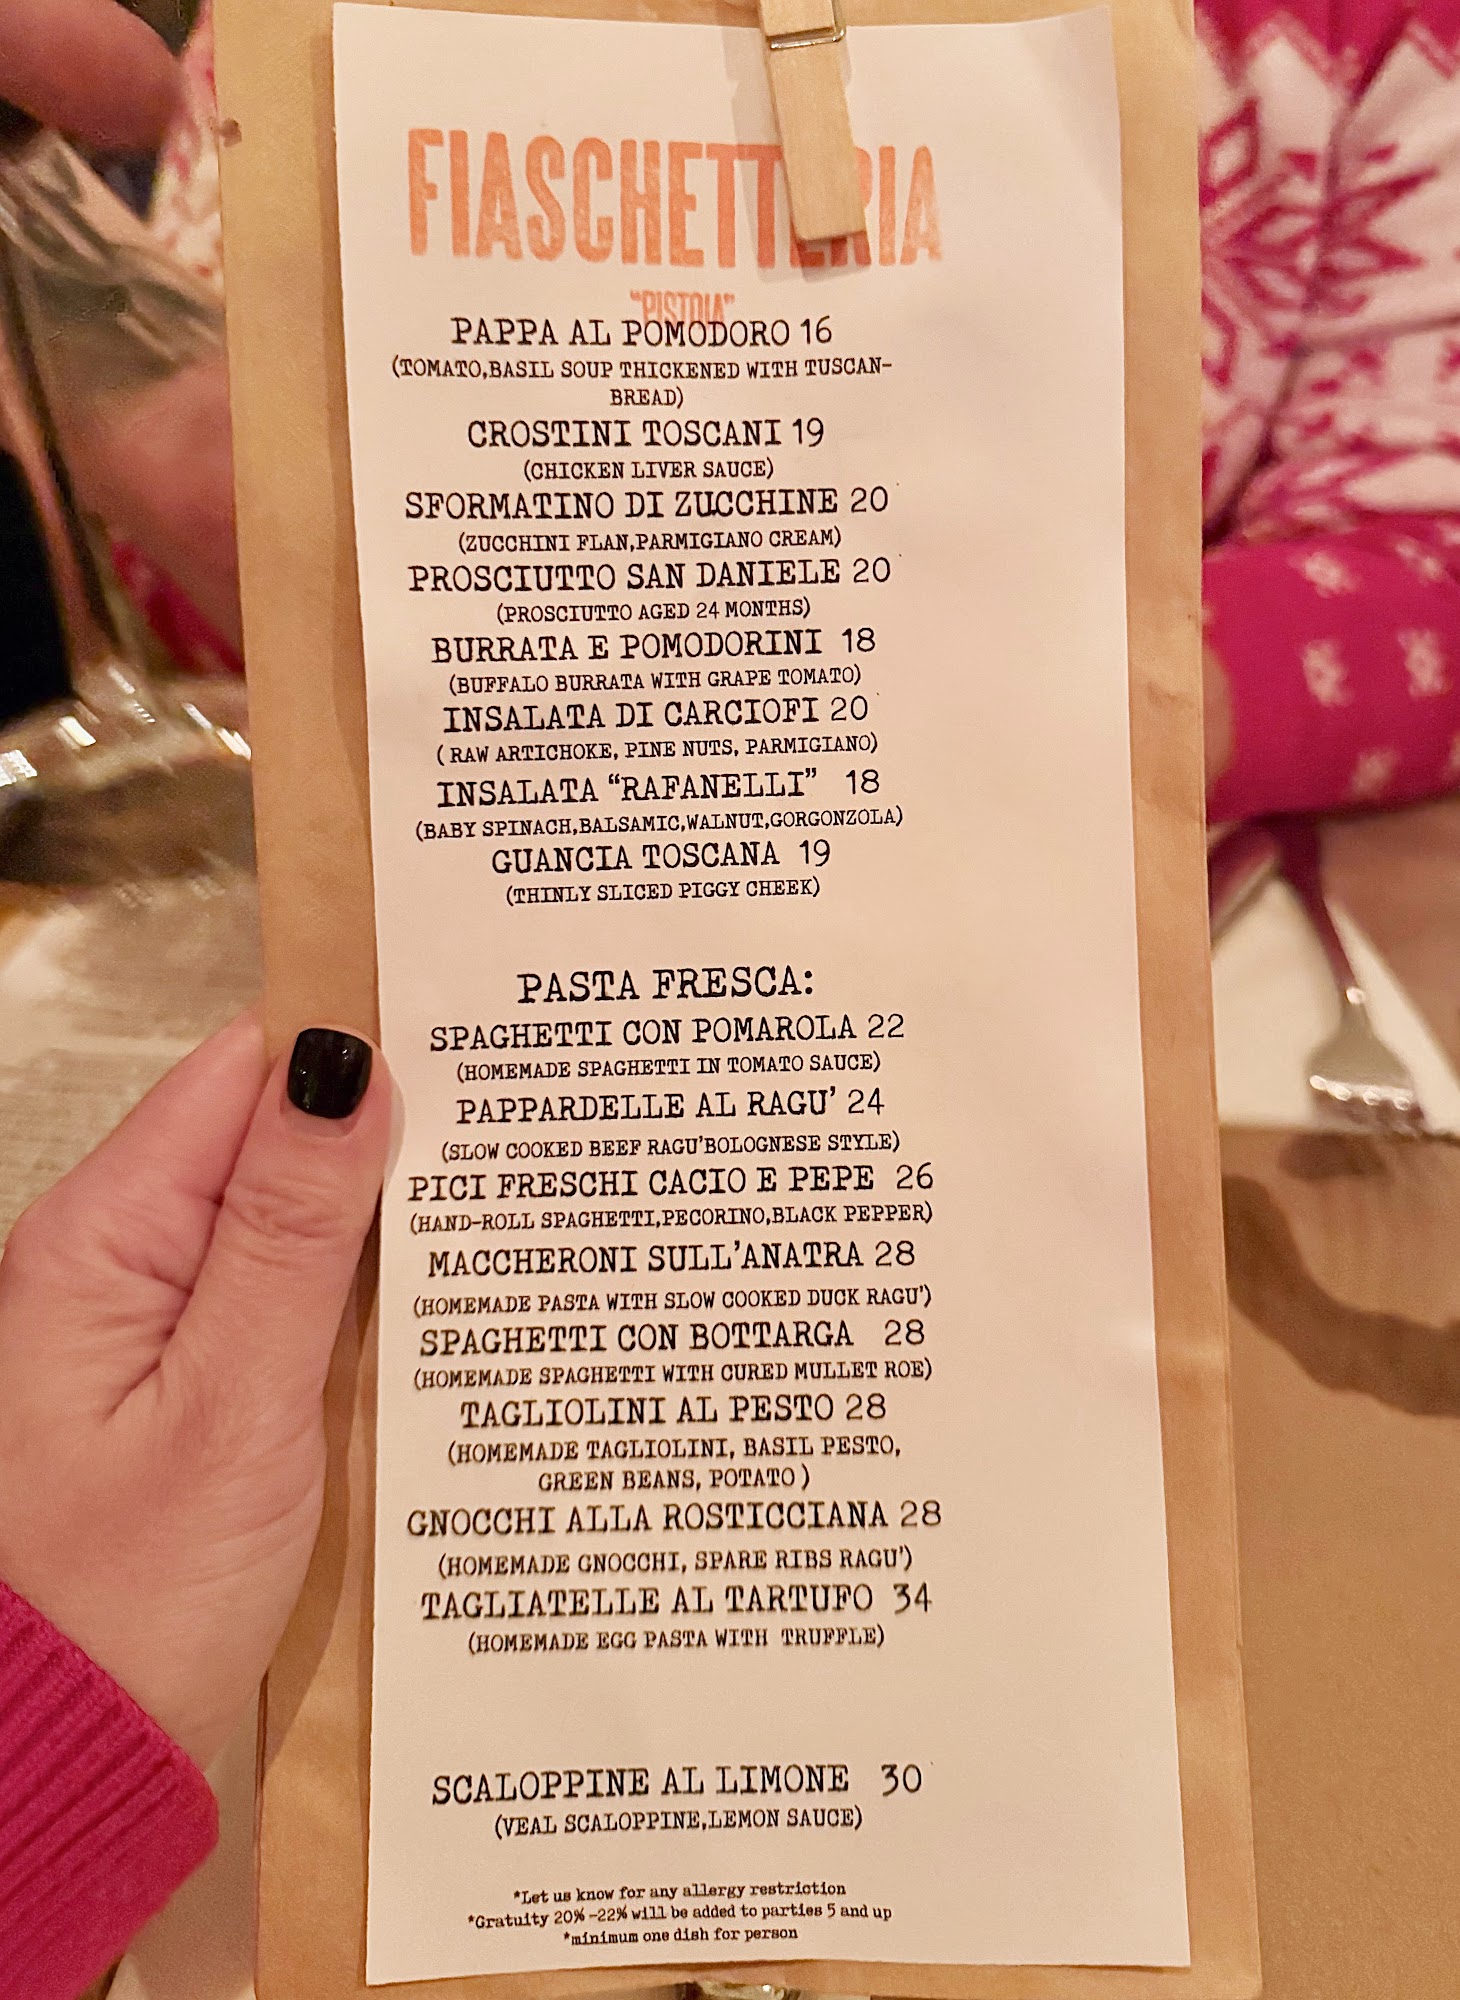 FIASCHETTERIA
"PISTOIA"
PAPPA AL POMODORO 16
(TOMATO,BASIL SOUP THICKENED WITH TUSCAN-
BREAD)
CROSTINI TOSCANI 19
(CHICKEN LIVER SAUCE)
SFORMATINO DI ZUCCHINE 20
(ZUCCHINI FLAN,PARMIGIANO CREAM)
PROSCIUTTO SAN DANIELE 20
(PROSCIUTTO AGED 24 MONTHS)
BURRATA E POMODORINI 18
(BUFFALO BURRATA WITH GRAPE TOMATO)
INSALATA DI CARCIOFI 20
( RAW ARTICHOKE, PINE NUTS, PARMIGIANO)
INSALATA “RAFANELLI” 18
(BABY SPINACH,BALSAMIC,WALNUT,GORGONZOLA)
GUANCIA TOSCANA 19
(THINLY SLICED PIGGY CHEEK)
PASTA FRESCA:
SPAGHETTI CON POMAROLA 22
(HOMEMADE SPAGHETTI IN TOMATO SAUCE)
PAPPARDELLE AL RAGU’ 24
(SLOW COOKED BEEF RAGU’BOLOGNESE STYLE)
PICI FRESCHI CACIO E PEPE 26
(HAND-ROLL SPAGHETTI,PECORINO,BLACK PEPPER)
MACCHERONI SULL’ANATRA 28
(HOMEMADE PASTA WITH SLOW COOKED DUCK RAGU’)
SPAGHETTI CON BOTTARGA 28
(HOMEMADE SPAGHETTI WITH CURED MULLET ROE)
TAGLIOLINI AL PESTO 28
(HOMEMADE TAGLIOLINI, BASIL PESTO,
GREEN BEANS, POTATO )
GNOCCHI ALLA ROSTICCIANA 28
(HOMEMADE GNOCCHI, SPARE RIBS RAGU’)
TAGLIATELLE AL TARTUFO 34
(HOMEMADE EGG PASTA WITH TRUFFLE)
SCALOPPINE AL LIMONE 30
(VEAL SCALOPPINE,LEMON SAUCE)
*Let us know for any allergy restriction
*Gratuity 20% -22% will be added to parties 5 and up
*minimum one dish for person